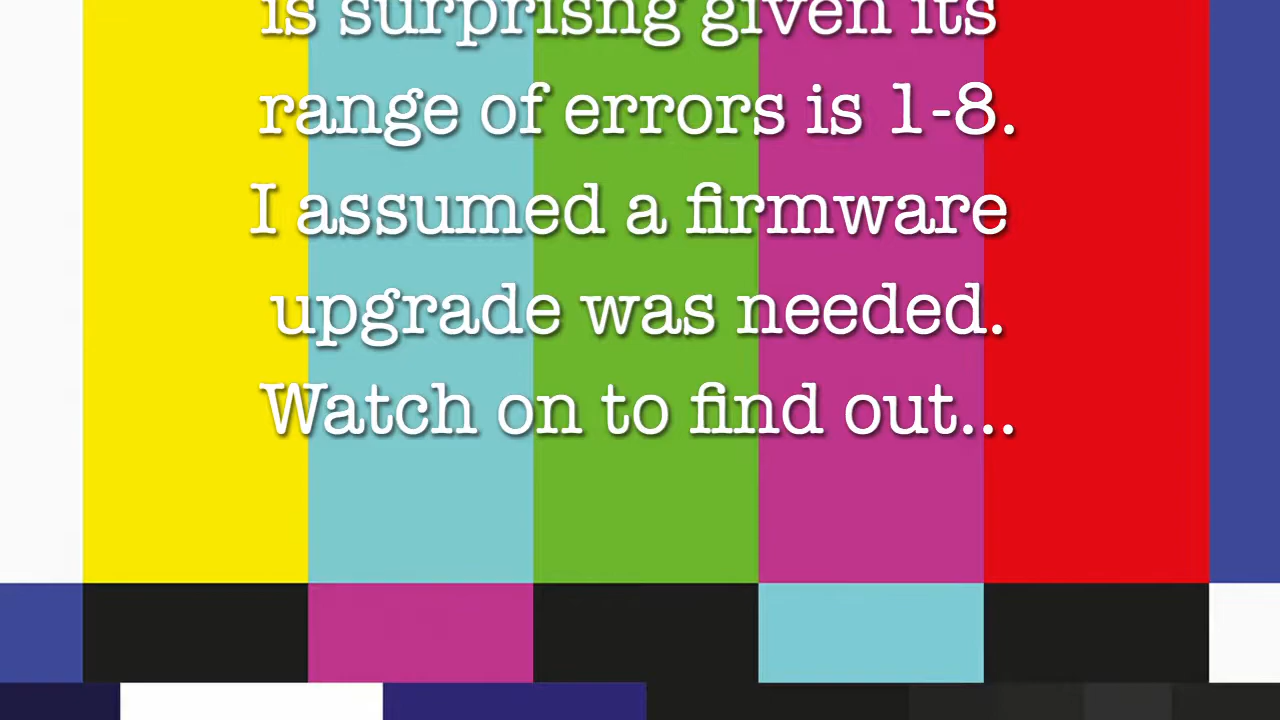 is surprisng given its
range of errors is 1-8.
I assumed a firmware
upgrade was needed.
Watch on to find out...